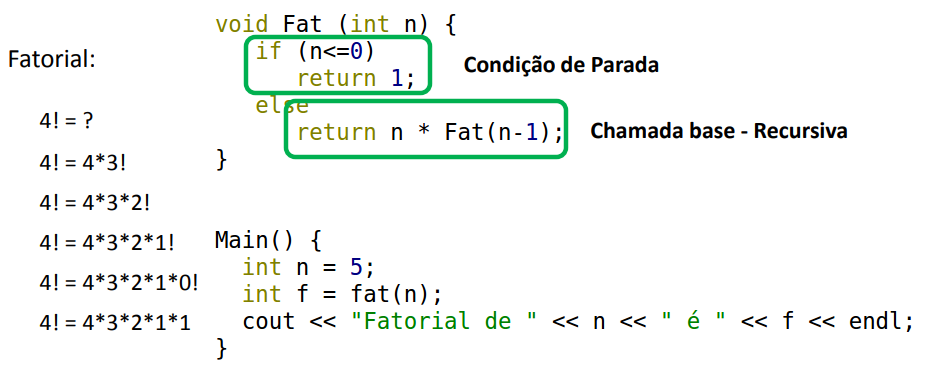 Fatorial:
4! = ?
4! = 4*3!
4! = 4*3*2!
4! = 4*3*2*1!
4! = 4*3*2*1*0!
4! = 4*3*2*1*1
void Fat (int n) {
if (n<=0)
return 1;
Condição de Parada
else
return n * Fat(n-1);
Chamada base - Recursiva
}
Main() {
int n = 5;
int f = fat(n);
cout << "Fatorial de " << n << " é " << f << endl;
}